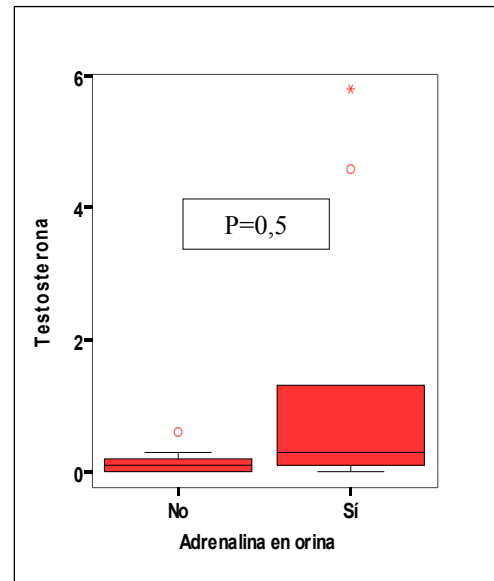 6
4
2
0
Testosterona
P=0,5
No
Sí
Adrenalina en orina